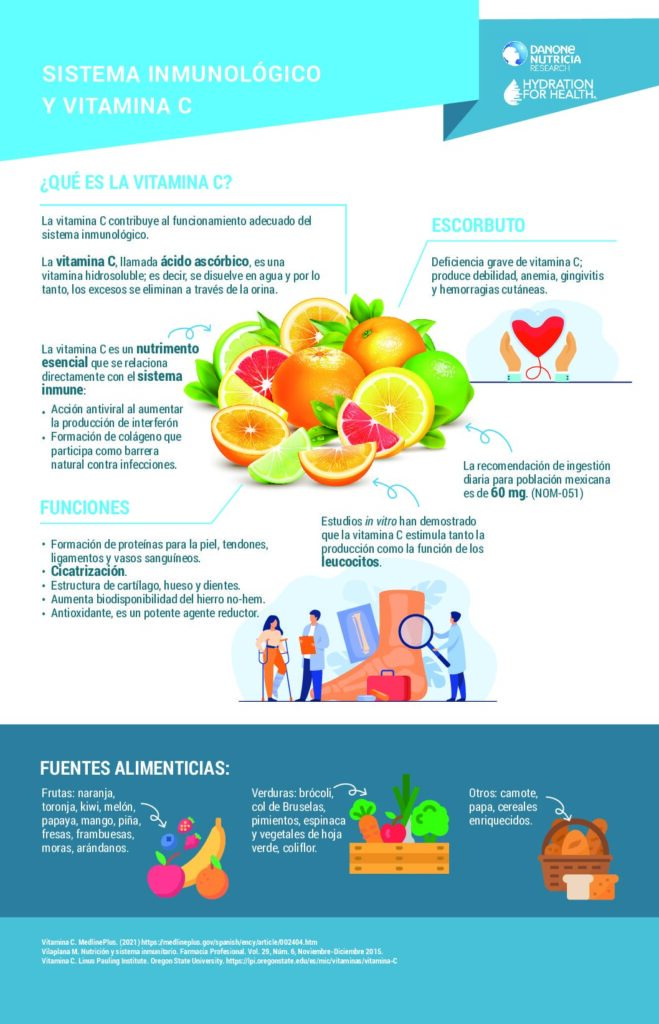 SISTEMA INMUNOLÓGICO
Y VITAMINA C
DANONE
NUTRICIA
RESEARCH
HYDRATION
FOR HEALTH
¿QUÉ ES LA VITAMINA C?
La vitamina C contribuye al funcionamiento adecuado del
sistema inmunológico.
La vitamina C, llamada ácido ascórbico, es una
vitamina hidrosoluble; es decir, se disuelve en agua y por lo
tanto, los excesos se eliminan a través de la orina.
ESCORBUTO
Deficiencia grave de vitamina C;
produce debilidad, anemia, gingivitis
y hemorragias cutáneas.
La vitamina C es un nutrimento
esencial que se relaciona
directamente con el sistema
inmune:
• Acción antiviral al aumentar
la producción de interferón
• Formación de colágeno que
participa como barrera
natural contra infecciones.
La recomendación de ingestión
diaria para población mexicana
es de 60 mg. (NOM-051)
FUNCIONES
• Formación de proteínas para la piel, tendones,
ligamentos y vasos sanguíneos.
• Cicatrización.
• Estructura de cartílago, hueso y dientes.
• Aumenta biodisponibilidad del hierro no-hem.
• Antioxidante, es un potente agente reductor.
Estudios in vitro han demostrado
que la vitamina C estimula tanto la
producción como la función de los
leucocitos.
FUENTES ALIMENTICIAS:
Frutas: naranja,
toronja, kiwi, melón,
papaya, mango, piña,
fresas, frambuesas,
moras, arándanos.
Verduras: brócoli,
col de Bruselas,
pimientos, espinaca
y vegetales de hoja
verde, coliflor.
Otros: camote,
papa, cereales
enriquecidos.
Vitamina C. MedlinePlus. (2021) https://medlineplus.gov/spanish/ency/article/002404.htm
Vilaplana M. Nutrición y sistema inmunitario. Farmacia Profesional. Vol. 29, Núm. 6, Noviembre-Diciembre 2015.
Vitamina C. Linus Pauling Institute. Oregon State University. https://lpi.oregonstate.edu/es/mic/vitaminas/vitamina-C